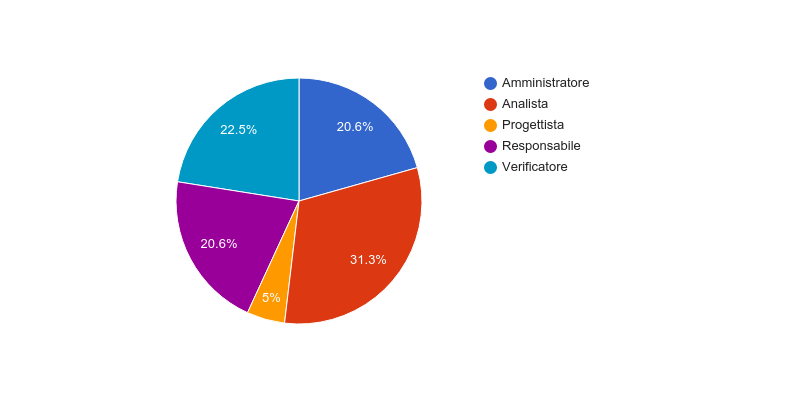 Amministratore
Analista
Progettista
Responsabile
Verificatore
22.5%
20.6%
20.6%
31.3%
5%